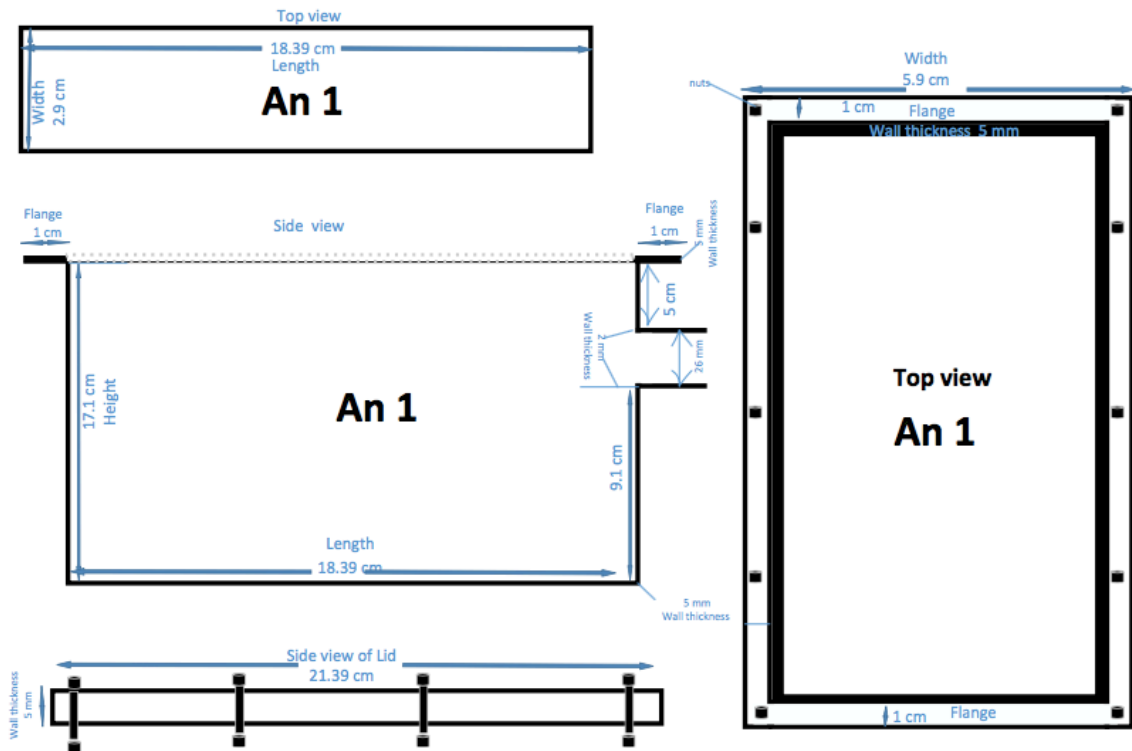 Top view
18.39 cm
Length
Width
2.9 cm
An 1
Flange
1 cm
Side view
Flange
1 cm
5 mm
Wall thickness
5 cm
Wall thickness
2 mm
26 mm
17.1 cm
Height
An 1
9.1 cm
Length
18.39 cm
5 mm
Wall thickness
Side view of Lid
21.39 cm
Wall thickness
5 mm
Width
5.9 cm
nuts
1 cm
Flange
Wall thickness 5 mm
Top view
An 1
1 cm
Flange